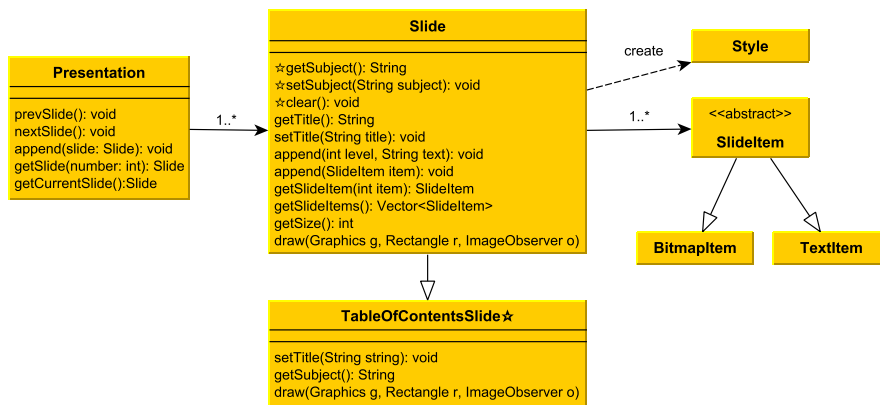 Presentation
prevSlide(): void
nextSlide(): void
append(slide: Slide): void
getSlide(number: int): Slide
getCurrentSlide():Slide
1..*
Slide
☆getSubject(): String
☆setSubject(String subject): void
☆clear(): void
getTitle(): String
setTitle(String title): void
append(int level, String text): void
append(SlideItem item): void
getSlideItem(int item): SlideItem
getSlideItems(): Vector<SlideItem>
getSize(): int
draw(Graphics g, Rectangle r, ImageObserver o)
create
Style
1..*
<<abstract>>
SlideItem
BitmapItem
TextItem
TableOfContentsSlide☆
setTitle(String string): void
getSubject(): String
draw(Graphics g, Rectangle r, ImageObserver o)